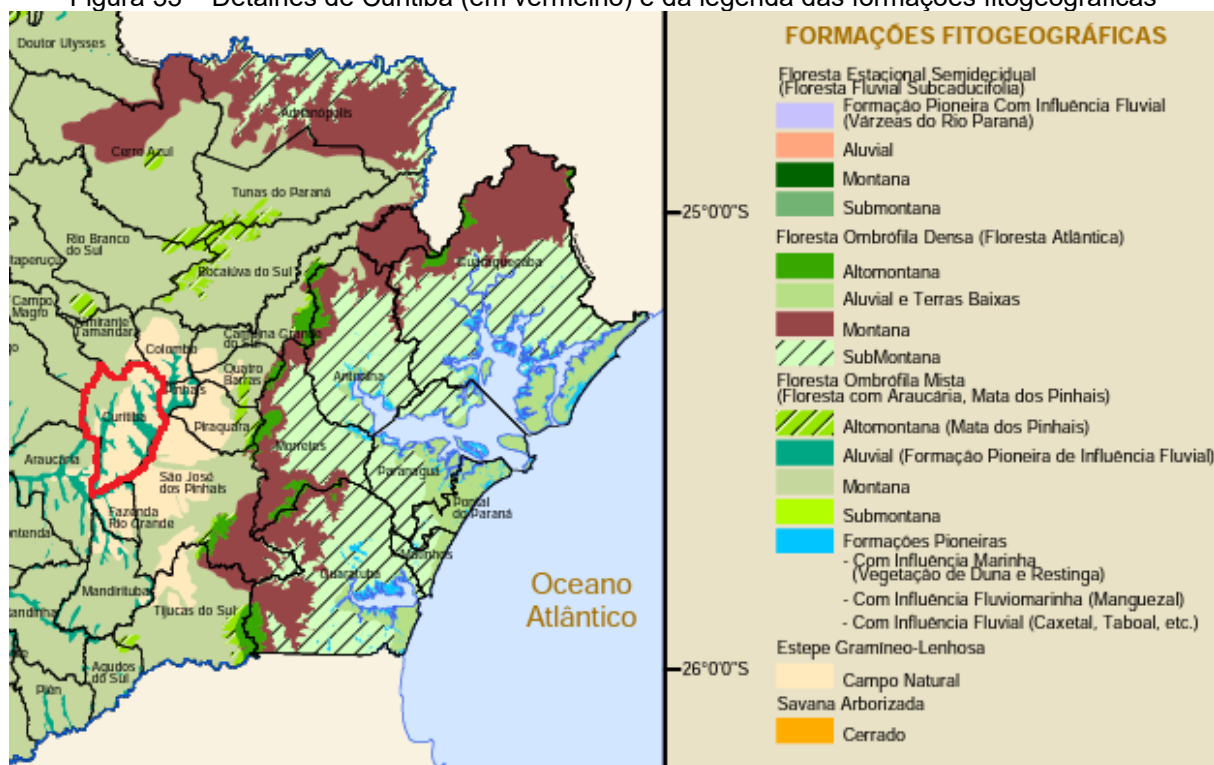 Figura 33 – Detalhes de Curitiba (em vermelho) e da legenda das formações fitogeográficas
Doutor Ulysses
Adrianópolis
Cerro Azul
Tunas do Paraná
Rio Branco
do Sul
Itaperuçu
Bocaiúva do Sul
Guaraqueçaba
Campo
Magro
Almirante
Tamandaré
Colombo
Campina Grande
do Sul
Quatro
Barras
Antonina
Pinhais
Curitiba
Piraquara
Morretes
Araucária
São José
dos Pinhais
Paranaguá
Pontal
do Paraná
Fazenda
Rio Grande
Matinhos
Guaratuba
Mandirituba
Tijucas do Sul
Agudos
do Sul
Piên
Oceano
Atlântico
25°0'0"S
26°0'0"S
FORMAÇÕES FITOGEOGRÁFICAS
Floresta Estacional Semidecidual
(Floresta Fluvial Subcaducifolia)
Formação Pioneira Com Influência Fluvial
(Várzeas do Rio Paraná)
Aluvial
Montana
Submontana
Floresta Ombrófila Densa (Floresta Atlântica)
Altomontana
Aluvial e Terras Baixas
Montana
SubMontana
Floresta Ombrófila Mista
(Floresta com Araucária, Mata dos Pinhais)
Altomontana (Mata dos Pinhais)
Aluvial (Formação Pioneira de Influência Fluvial)
Montana
Submontana
Formações Pioneiras
- Com Influência Marinha
(Vegetação de Duna e Restinga)
- Com Influência Fluviomarinha (Manguezal)
- Com Influência Fluvial (Caxetal, Taboal, etc.)
Estepe Gramíneo-Lenhosa
Campo Natural
Savana Arborizada
Cerrado